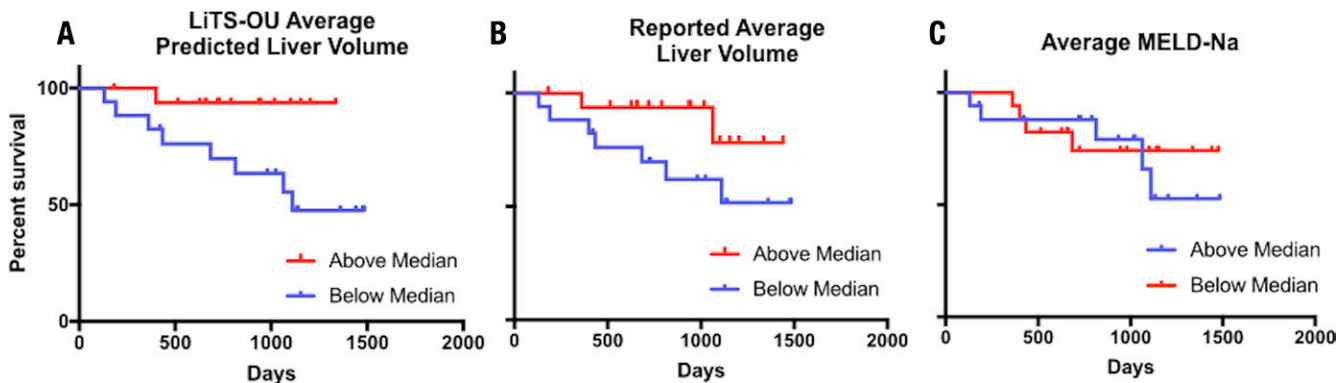 A
LiTS-OU Average
Predicted Liver Volume
Percent survival
100
50
0
Above Median
Below Median
0 500 1000 1500 2000
Days
B
Reported Average
Liver Volume
Above Median
Below Median
0 500 1000 1500 2000
Days
C
Average MELD-Na
Above Median
Below Median
0 500 1000 1500 2000
Days